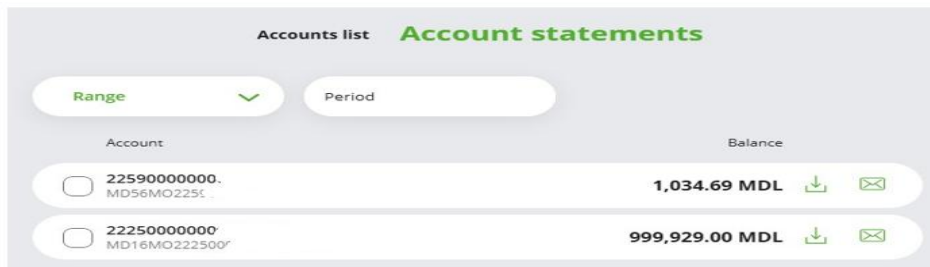 Accounts list Account statements
Range Period
Account Balance
22590000000.
MD56MO225
1,034.69 MDL
22250000000
MD16MO222500
999,929.00 MDL